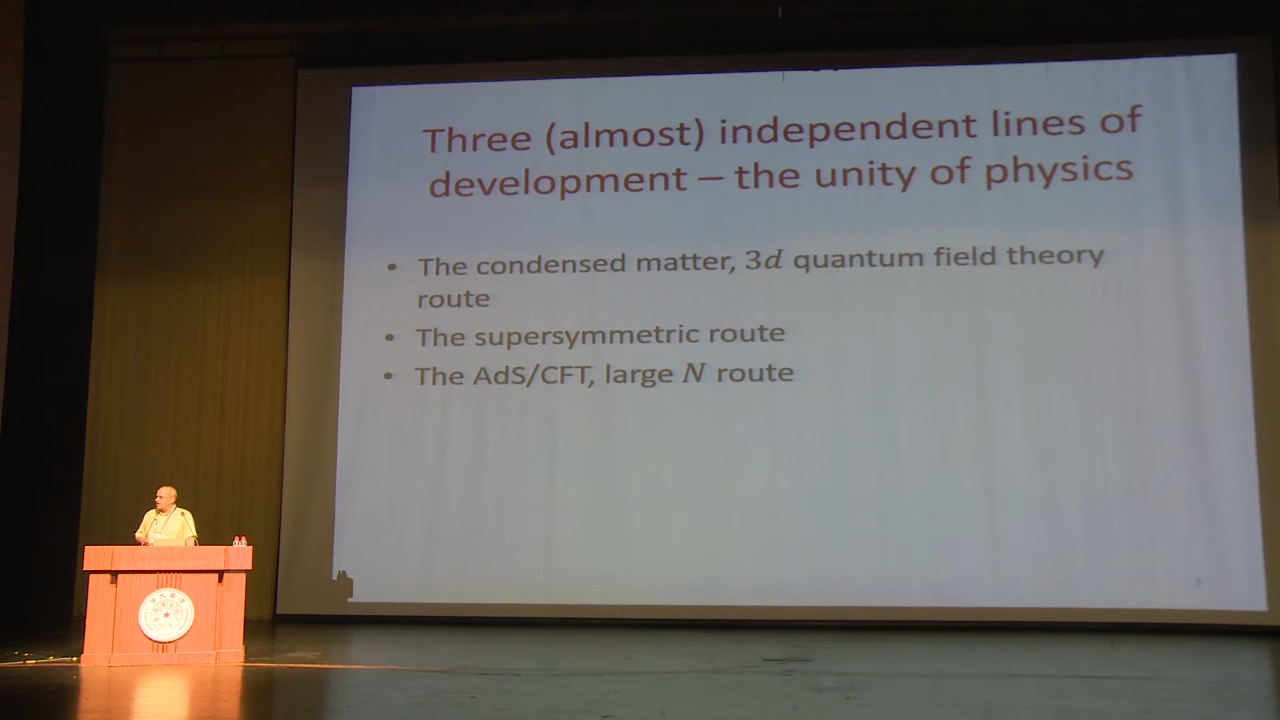 Three (almost) independent lines of
development – the unity of physics
• The condensed matter, 3d quantum field theory
route
• The supersymmetric route
• The AdS/CFT, large N route